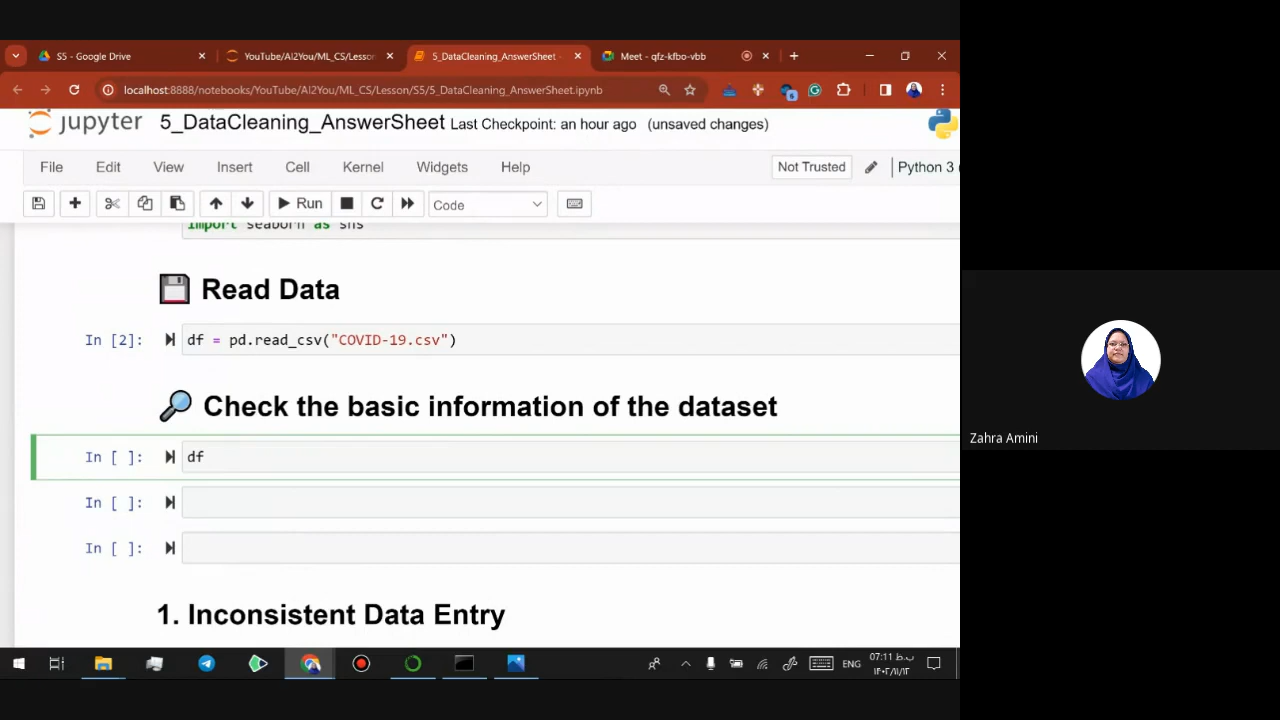 S5 - Google Drive
YouTube/AI2You/ML_CS/Lesson
5_DataCleaning_AnswerSheet -
Meet - qfz-kfbo-vbb
localhost:8888/notebooks/YouTube/AI2You/ML_CS/Lesson/S5/5_DataCleaning_AnswerSheet.ipynb
jupyter 5_DataCleaning_AnswerSheet Last Checkpoint: an hour ago (unsaved changes)
File Edit View Insert Cell Kernel Widgets Help Not Trusted Python 3
Run Code
import seaborn as sns
Read Data
In [2]: df = pd.read_csv("COVID-19.csv")
Check the basic information of the dataset
In [ ]: df
In [ ]:
In [ ]:
1. Inconsistent Data Entry
Zahra Amini
ENG
07:11 ب.ظ
۱۴۰۲/۱۱/۱۳